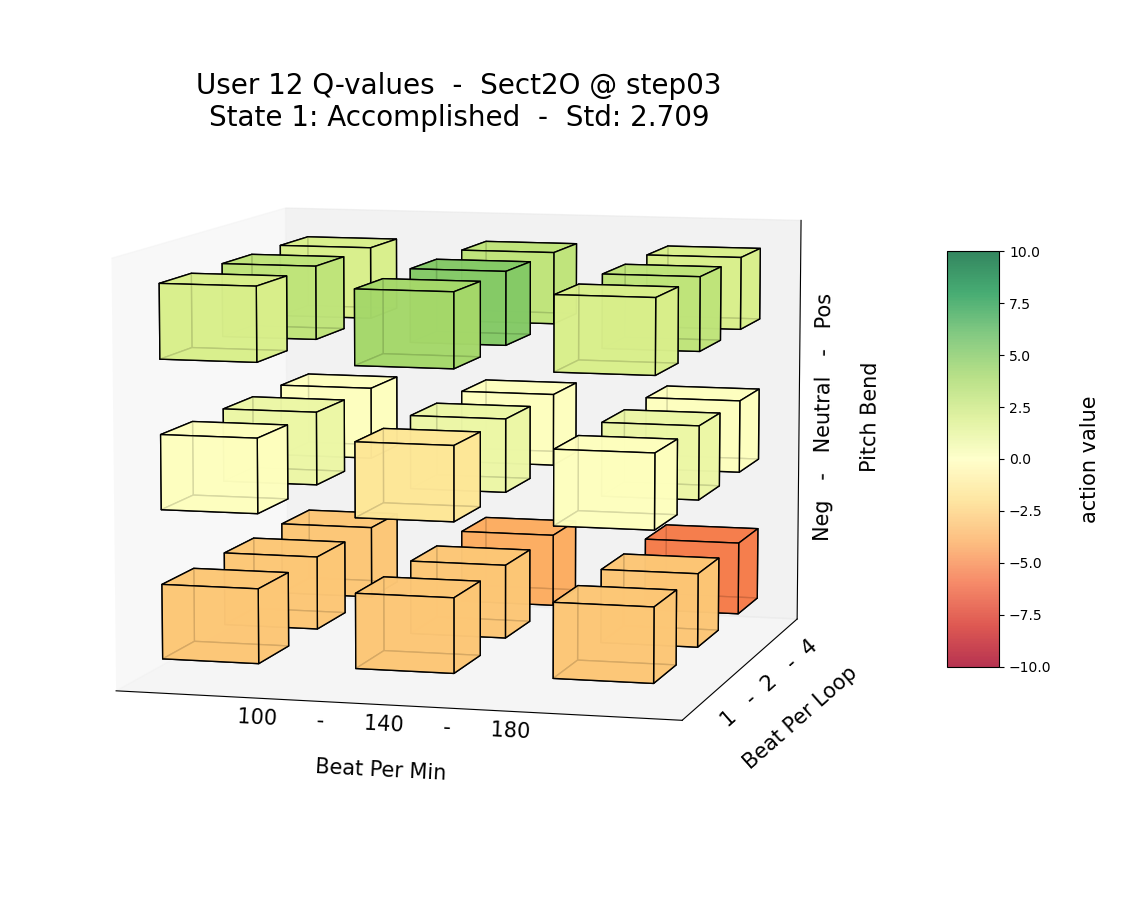 User 12 Q-values - Sect2O @ step03
State 1: Accomplished - Std: 2.709
10.0
7.5
5.0
2.5
0.0
−2.5
−5.0
−7.5
−10.0
action value
Neg - Neutral - Pos
Pitch Bend
1 - 2 - 4
Beat Per Loop
100 - 140 - 180
Beat Per Min